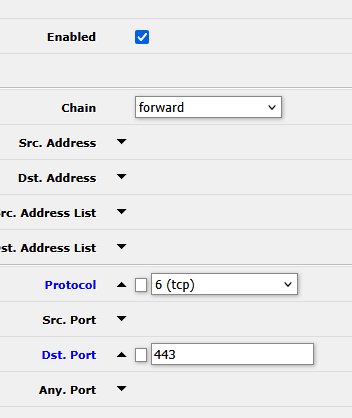 Enabled
Chain forward
Src. Address
Dst. Address
rc. Address List
st. Address List
Protocol 6 (tcp)
Src. Port
Dst. Port 443
Any. Port